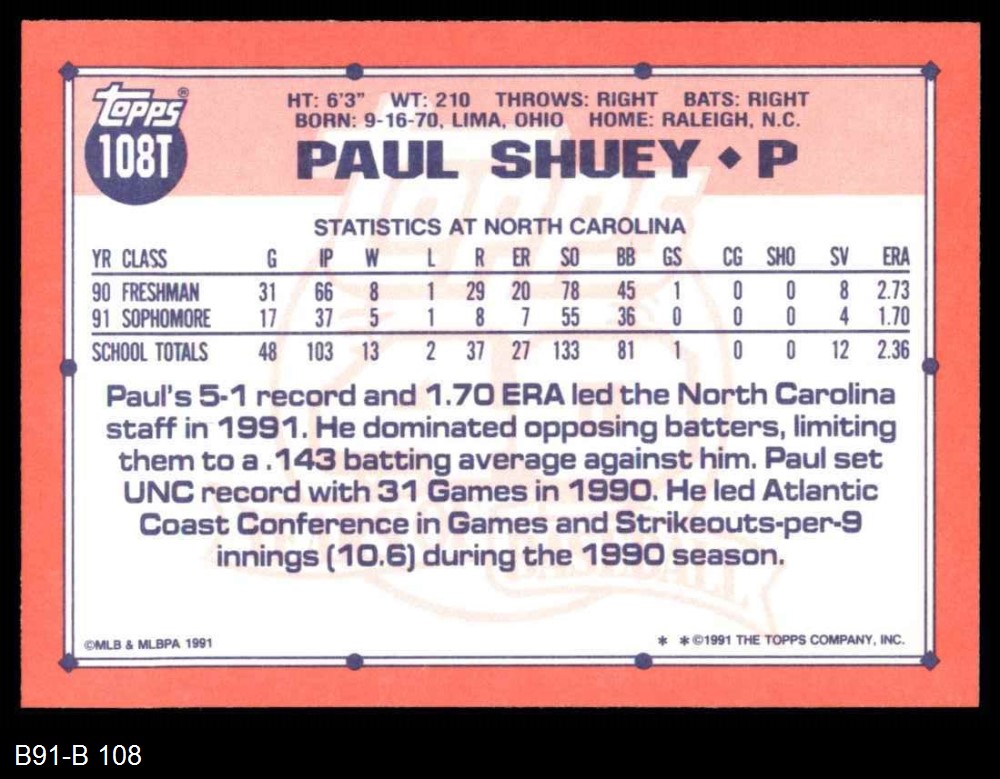 topps®
108T
HT: 6'3" WT: 210 THROWS: RIGHT BATS: RIGHT
BORN: 9-16-70, LIMA, OHIO HOME: RALEIGH, N.C.
PAUL SHUEY ♦ P
STATISTICS AT NORTH CAROLINA
YR CLASS G IP W L R ER SO BB GS CG SHO SV ERA
90 FRESHMAN 31 66 8 1 29 20 78 45 1 0 0 8 2.73
91 SOPHOMORE 17 37 5 1 8 7 55 36 0 0 0 4 1.70
SCHOOL TOTALS 48 103 13 2 37 27 133 81 1 0 0 12 2.36
Paul's 5-1 record and 1.70 ERA led the North Carolina
staff in 1991. He dominated opposing batters, limiting
them to a .143 batting average against him. Paul set
UNC record with 31 Games in 1990. He led Atlantic
Coast Conference in Games and Strikeouts-per-9
innings (10.6) during the 1990 season.
©MLB & MLBPA 1991
* *©1991 THE TOPPS COMPANY, INC.
B91-B 108